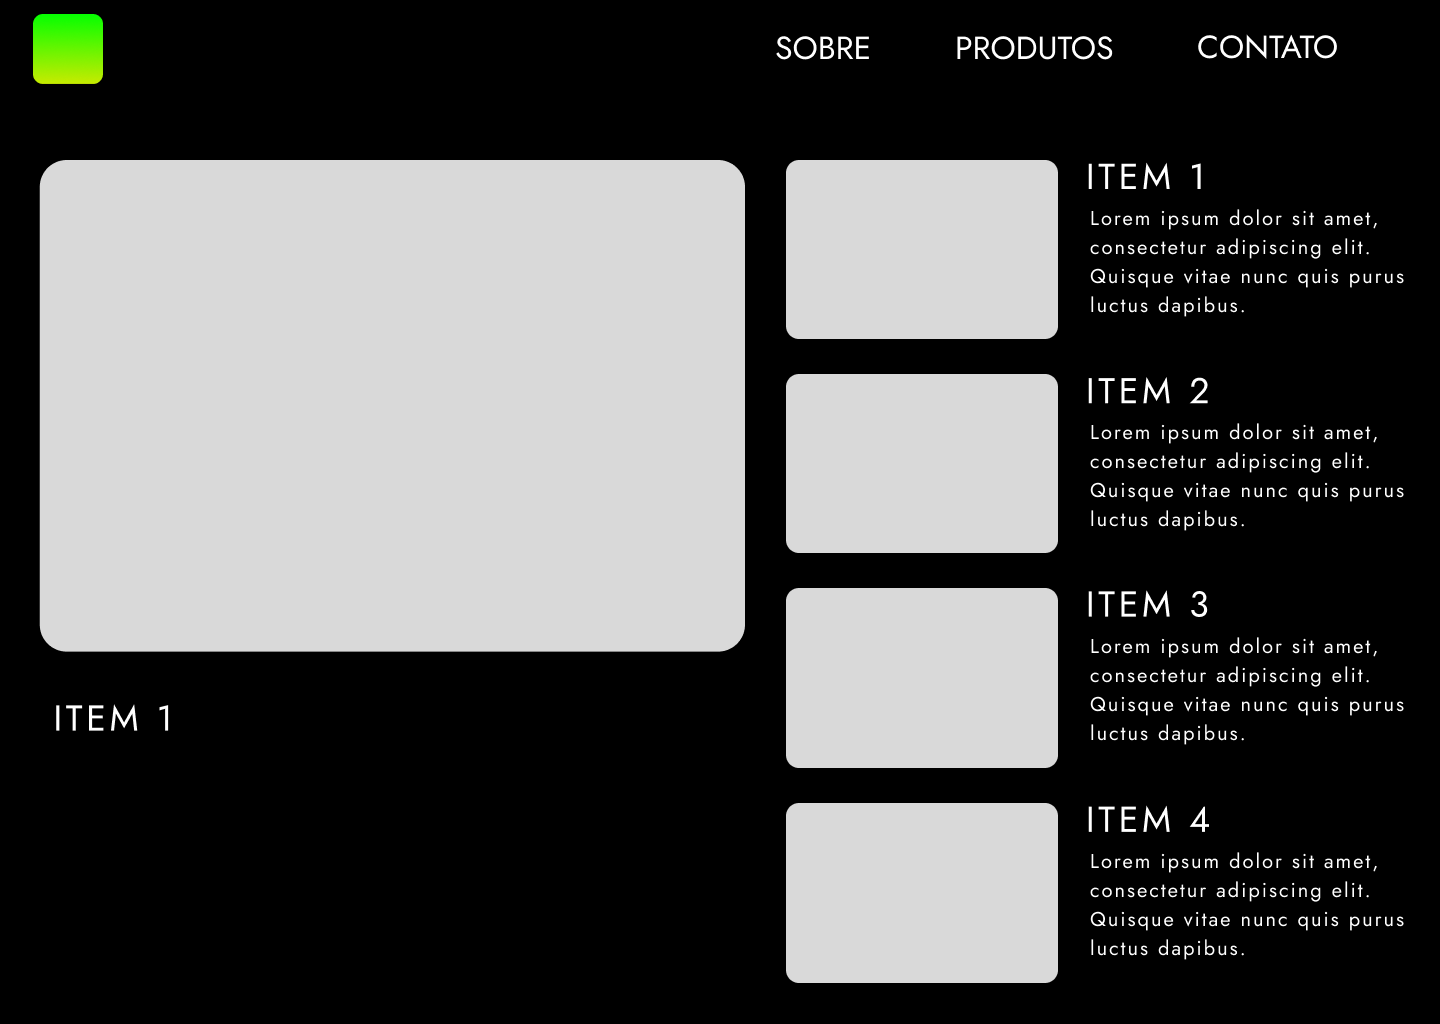 SOBRE PRODUTOS CONTATO
ITEM 1
ITEM 1
Lorem ipsum dolor sit amet,
consectetur adipiscing elit.
Quisque vitae nunc quis purus
luctus dapibus.
ITEM 2
Lorem ipsum dolor sit amet,
consectetur adipiscing elit.
Quisque vitae nunc quis purus
luctus dapibus.
ITEM 3
Lorem ipsum dolor sit amet,
consectetur adipiscing elit.
Quisque vitae nunc quis purus
luctus dapibus.
ITEM 4
Lorem ipsum dolor sit amet,
consectetur adipiscing elit.
Quisque vitae nunc quis purus
luctus dapibus.